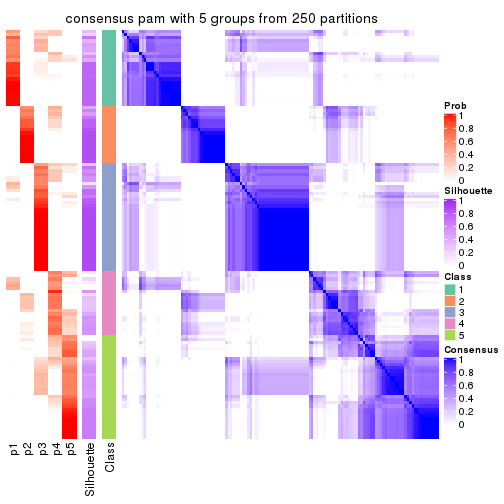 consensus pam with 5 groups from 250 partitions
Prob
1
0.8
0.6
0.4
0.2
0
Silhouette
1
0.8
0.6
0.4
0.2
0
Class
1
2
3
4
5
Consensus
1
0.8
0.6
0.4
0.2
0
p1
p2
p3
p4
p5
Silhouette
Class